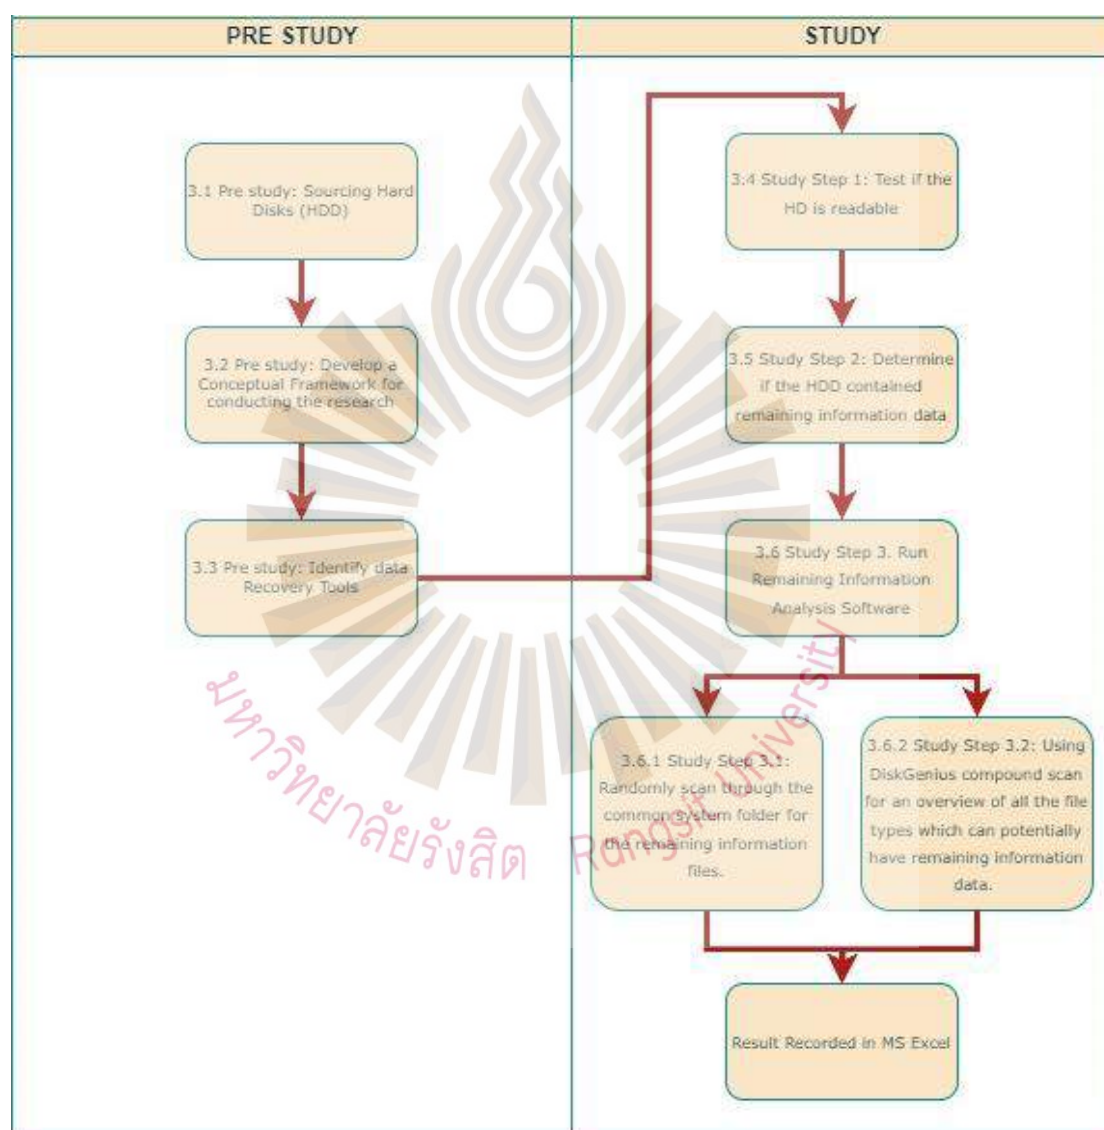 PRE STUDY
STUDY
3.1 Pre study: Sourcing Hard
Disks (HDD)
3.2 Pre study: Develop a
Conceptual Framework for
conducting the research
3.3 Pre study: Identify data
Recovery Tools
3.4 Study Step 1: Test if the
HD is readable
3.5 Study Step 2: Determine
if the HDD contained
remaining information data
3.6 Study Step 3. Run
Remaining Information
Analysis Software
3.6.1 Study Step 3.1:
Randomly scan through the
common system folder for
the remaining information
files.
3.6.2 Study Step 3.2: Using
DiskGenius compound scan
for an overview of all the file
types which can potentially
have remaining information
data.
Result Recorded in MS Excel
มหาวิทยาลัยรังสิต Rangsit University